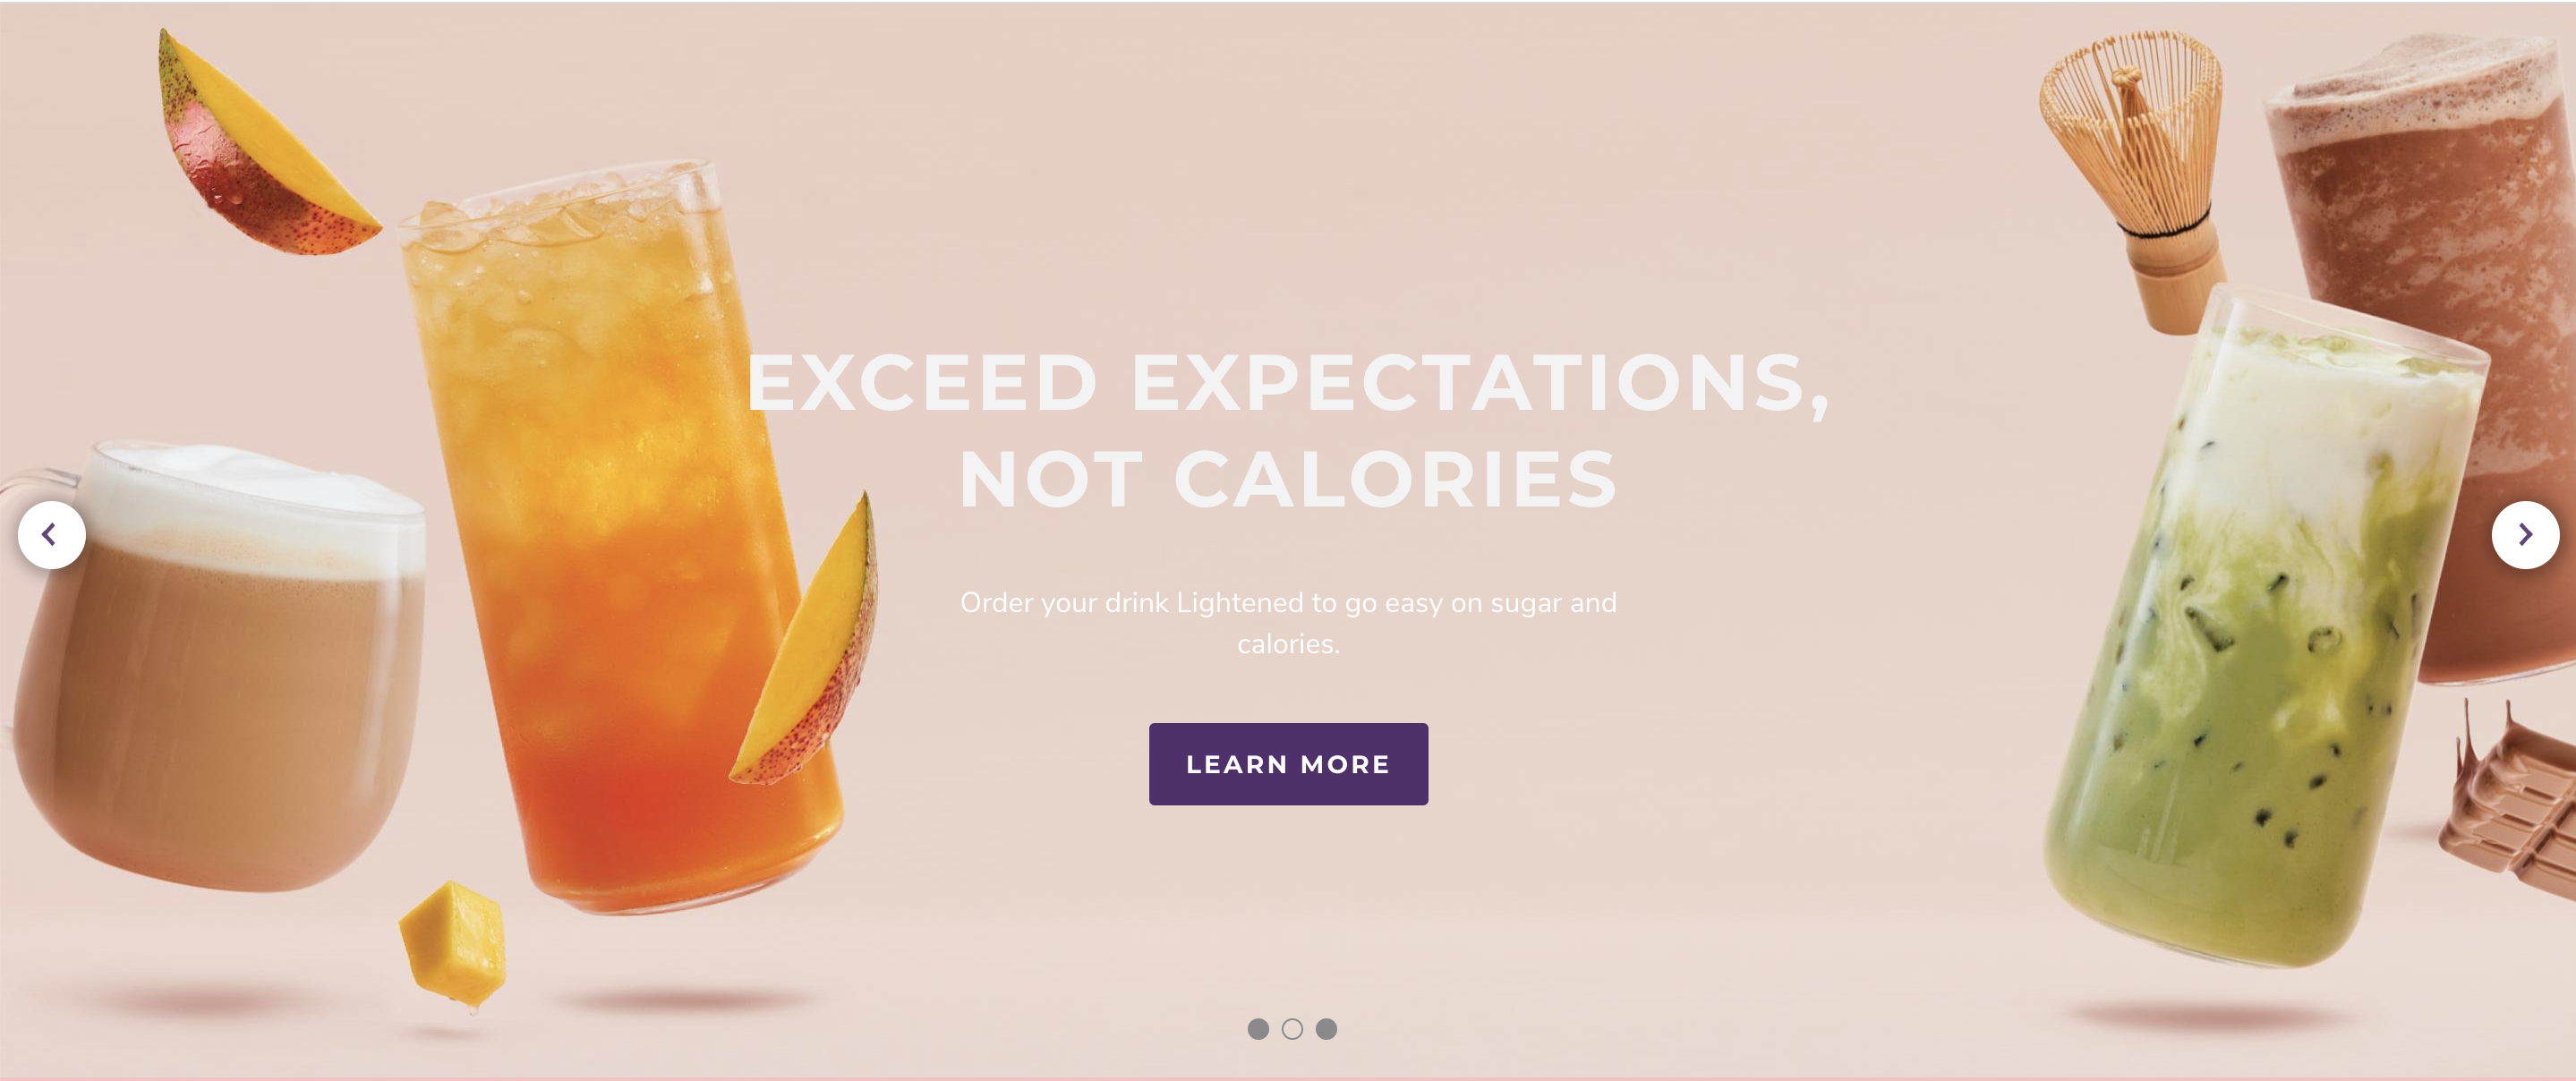 EXCEED EXPECTATIONS,
NOT CALORIES
Order your drink Lightened to go easy on sugar and
calories.
LEARN MORE